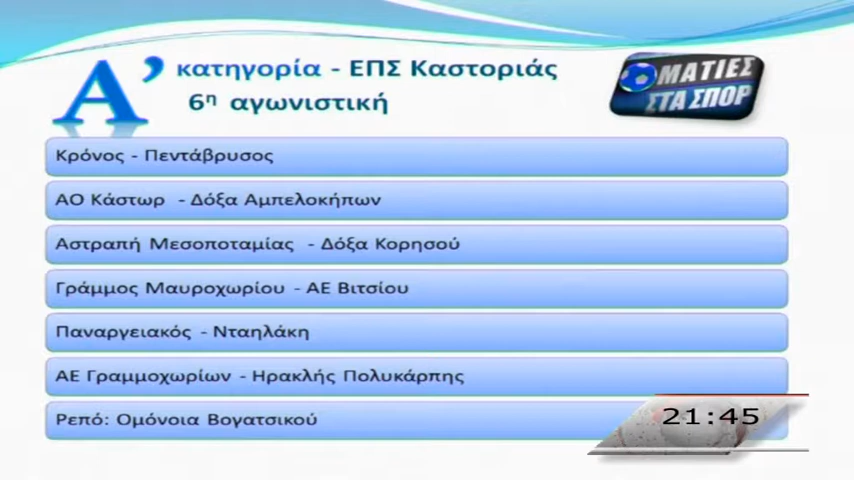 Α’ κατηγορία - ΕΠΣ Καστοριάς
6η αγωνιστική
ΜΑΤΙΕΣ
ΣΤΑ ΣΠΟΡ
Κρόνος - Πεντάβρυσος
ΑΟ Κάστωρ - Δόξα Αμπελοκήπων
Αστραπή Μεσοποταμίας - Δόξα Κορησού
Γράμμος Μαυροχωρίου - ΑΕ Βιτσίου
Παναργειακός - Νταηλάκη
ΑΕ Γραμμοχωρίων - Ηρακλής Πολυκάρπης
Ρεπό: Ομόνοια Βογατσικού
21:45